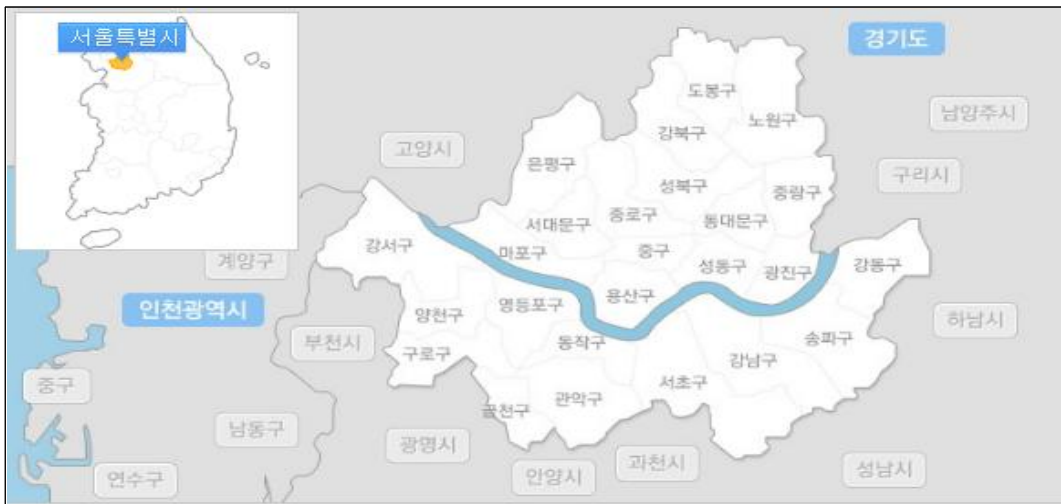 서울특별시
경기도
도봉구
노원구
남양주시
강북구
고양시
은평구
구리시
성북구
중랑구
종로구
서대문구
동대문구
강서구
마포구
중구
계양구
성동구
광진구
강동구
인천광역시
영등포구
용산구
양천구
하남시
부천시
동작구
송파구
구로구
강남구
중구
서초구
관악구
금천구
남동구
광명시
과천시
연수구
안양시
성남시